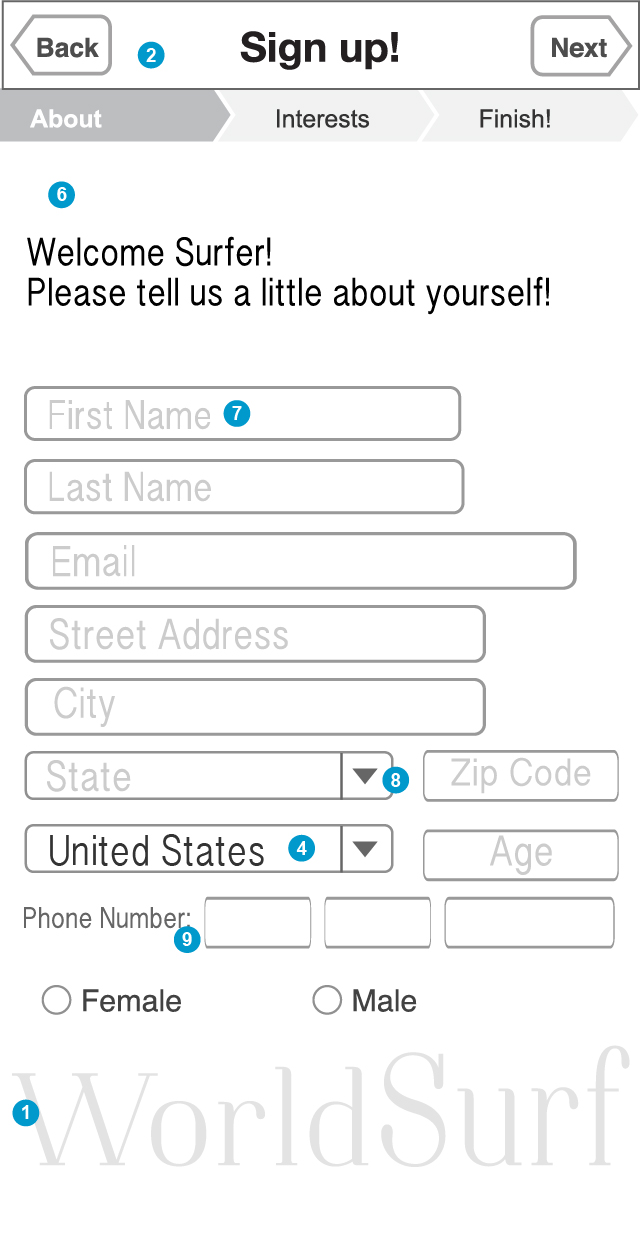 Back 2 Sign up! Next
About Interests Finish!
6
Welcome Surfer!
Please tell us a little about yourself!
First Name 7
Last Name
Email
Street Address
City
State 8 Zip Code
United States 4 Age
Phone Number: 9
Female Male
1 WorldSurf